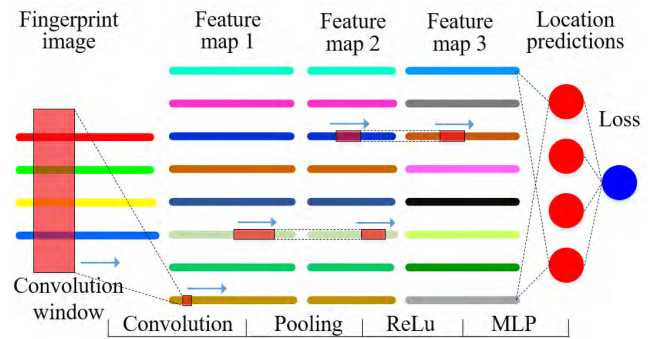 Fingerprint
image
Feature
map 1
Feature
map 2
Feature
map 3
Location
predictions
Loss
Convolution
window
Convolution
Pooling
ReLu
MLP